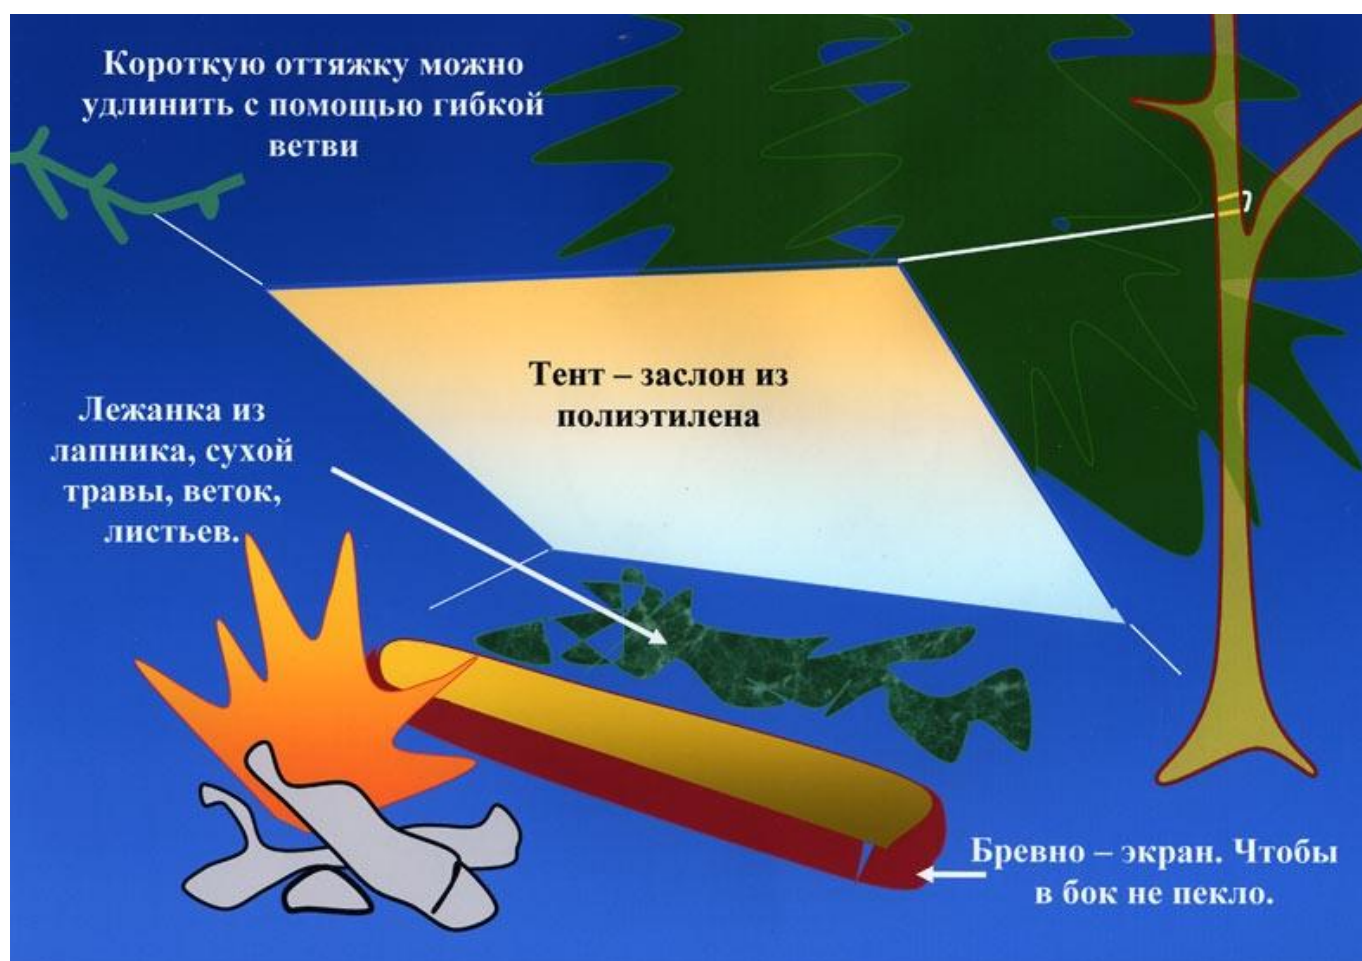 Короткую оттяжку можно
удлинить с помощью гибкой
ветви
Тент – заслон из
полиэтилена
Лежанка из
лапника, сухой
травы, веток,
листьев.
Бревно – экран. Чтобы
в бок не пекло.